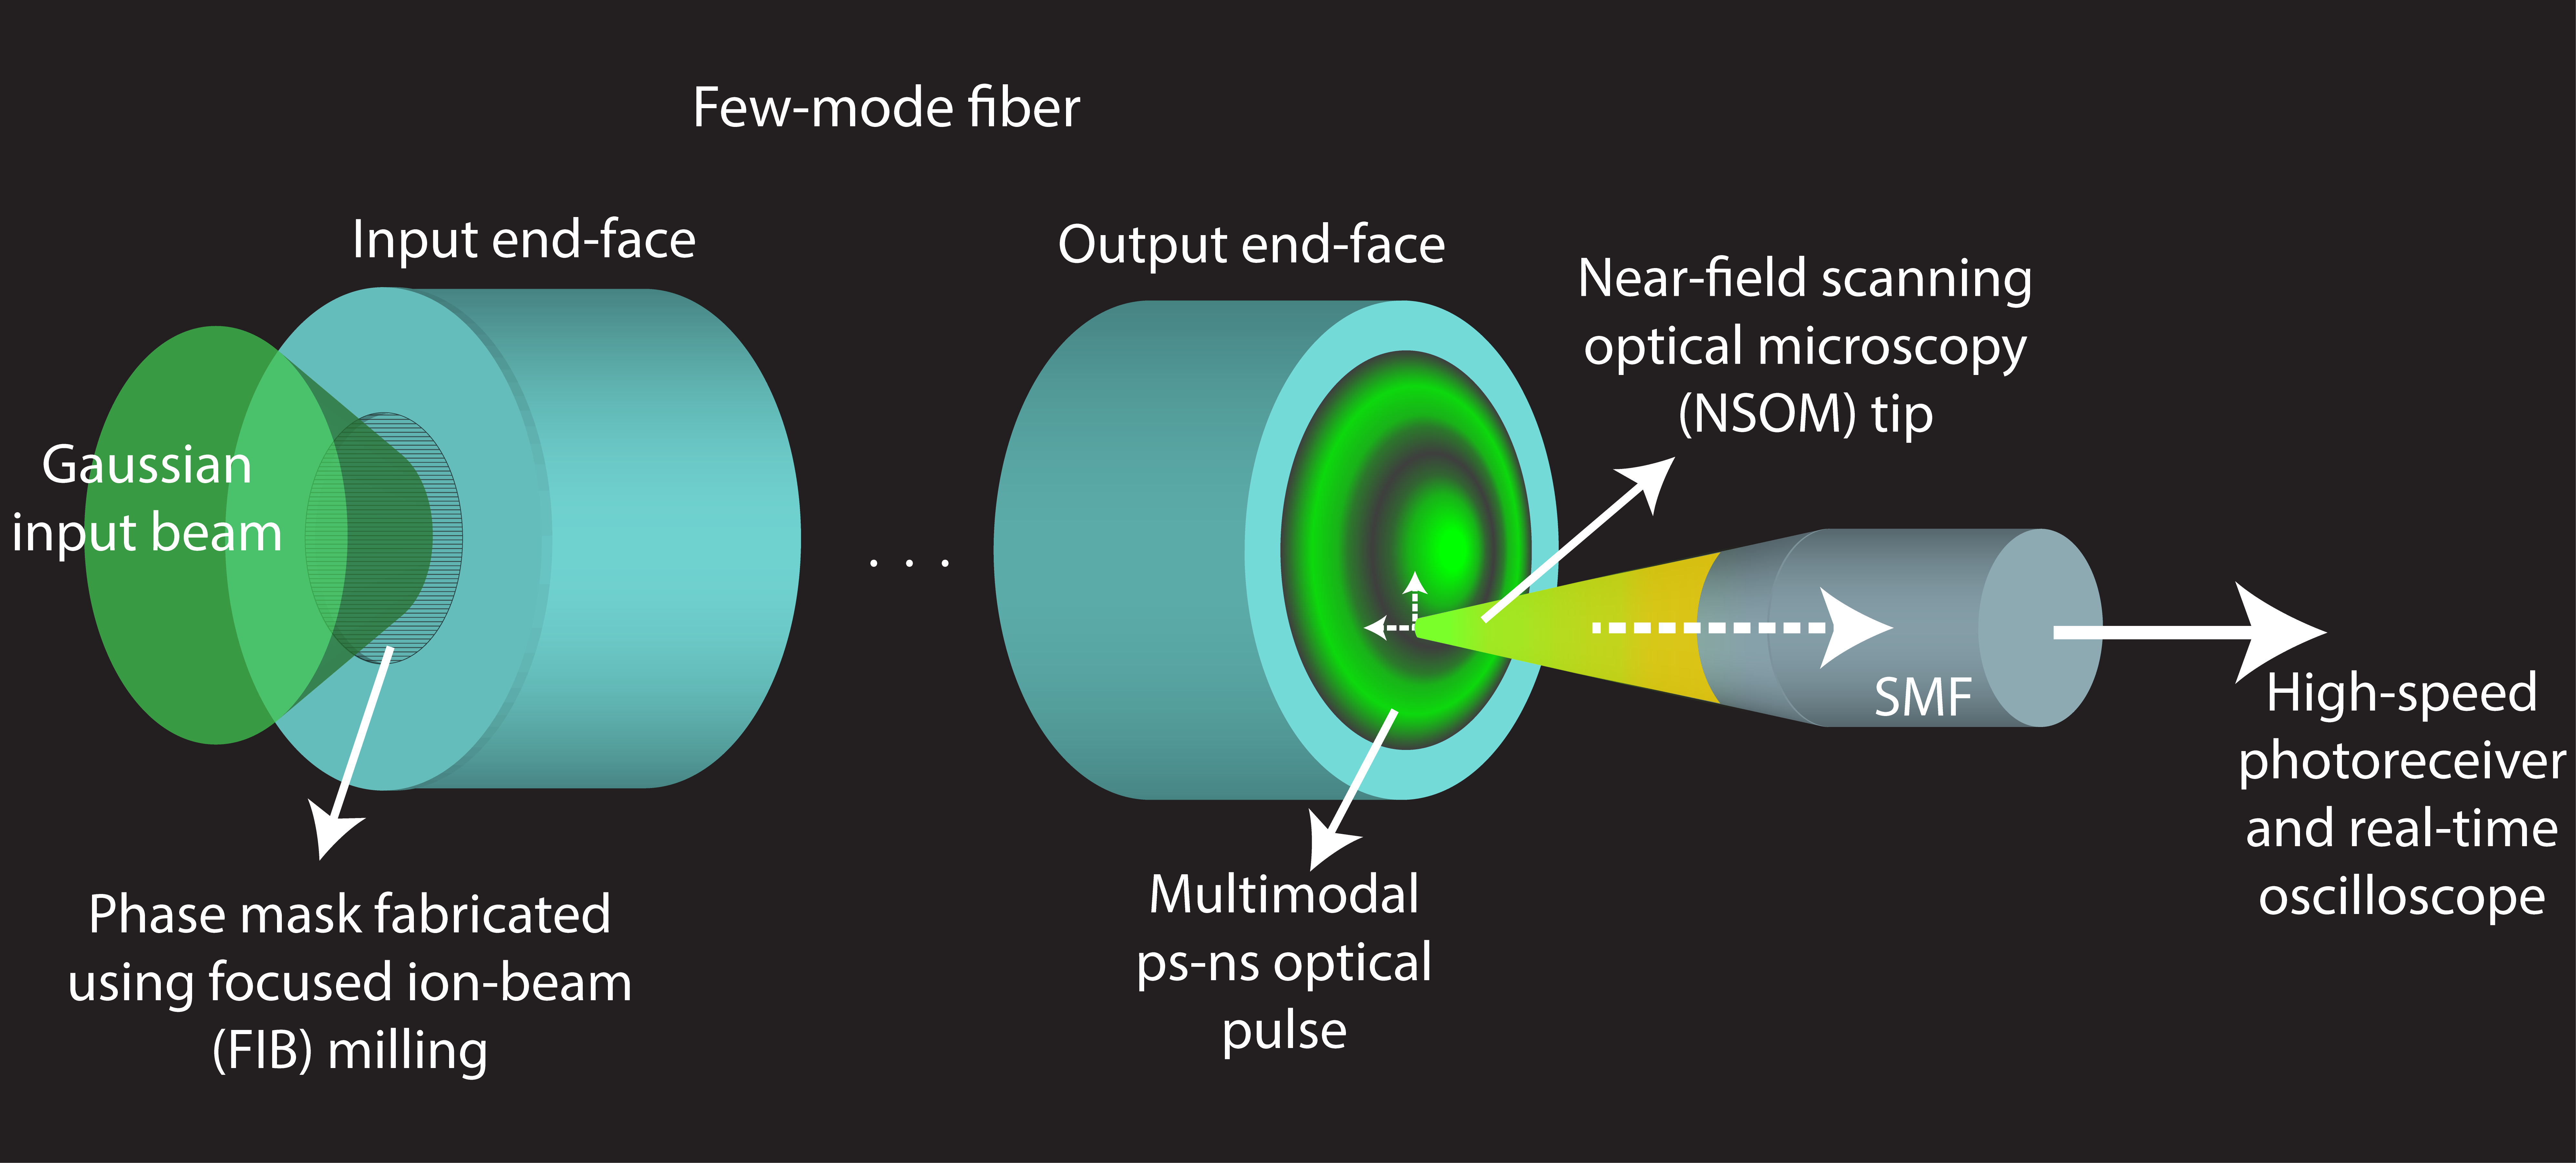 Few-mode fiber
Input end-face
Output end-face
Near-field scanning
optical microscopy
(NSOM) tip
Gaussian
input beam
. . .
SMF
High-speed
photoreceiver
and real-time
oscilloscope
Phase mask fabricated
using focused ion-beam
(FIB) milling
Multimodal
ps-ns optical
pulse